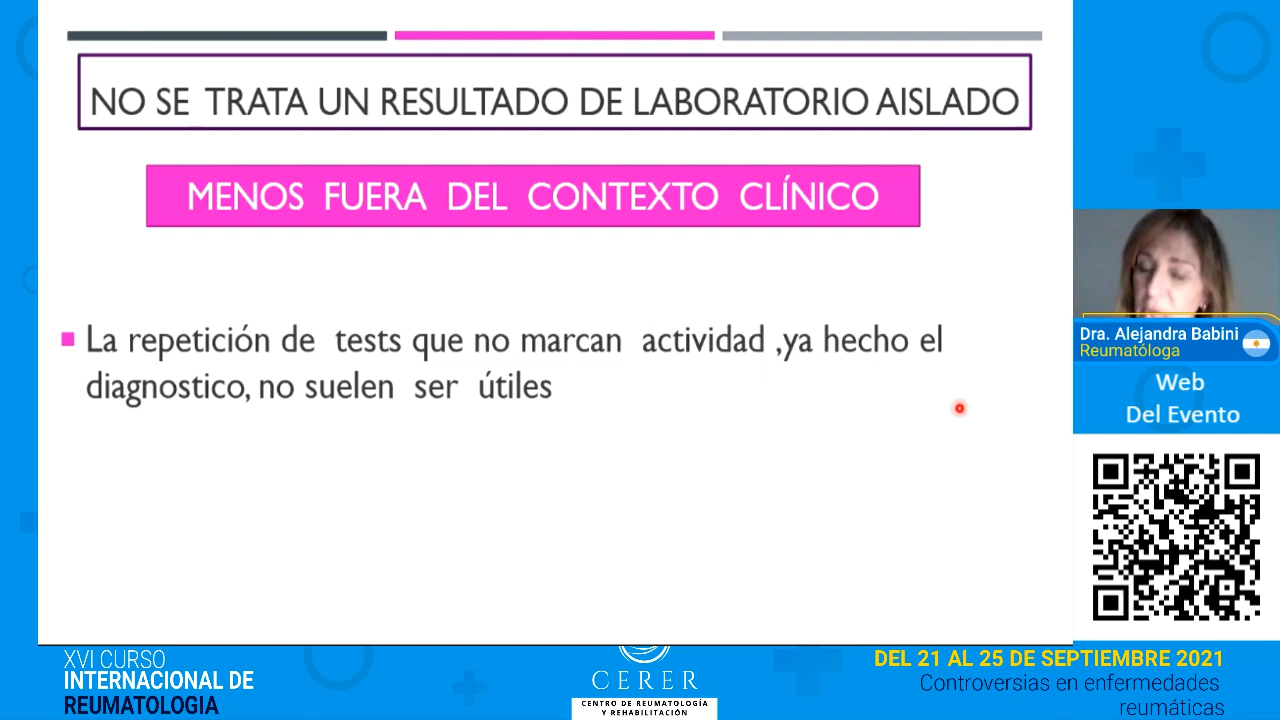 NO SE TRATA UN RESULTADO DE LABORATORIO AISLADO
MENOS FUERA DEL CONTEXTO CLÍNICO
La repetición de tests que no marcan actividad ,ya hecho el
diagnostico, no suelen ser útiles
Dra. Alejandra Babini
Reumatóloga
Web
Del Evento
XVI CURSO
INTERNACIONAL DE
REUMATOLOGIA
CERER
CENTRO DE REUMATOLOGÍA
Y REHABILITACIÓN
DEL 21 AL 25 DE SEPTIEMBRE 2021
Controversias en enfermedades
reumáticas